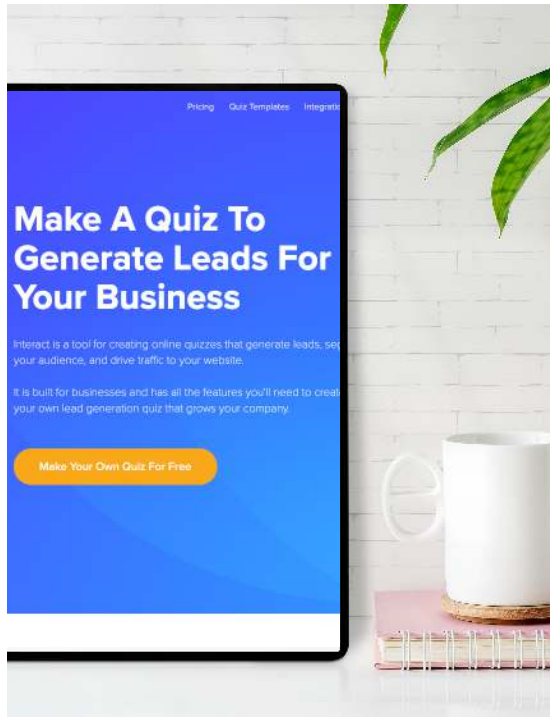 Pricing Quiz Templates
Make A Quiz To
Generate Leads For
Your Business
Interact is a tool for creating online quizzes that generate leads,
your audience, and drive traffic to your website.
It is built for businesses and has all the features you'll need to
your own lead generation quiz that grows your company.
Make Your Own Quiz For Free